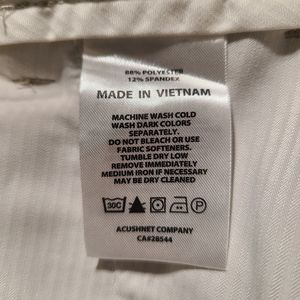 88% POLYESTER
12% SPANDEX
MADE IN VIETNAM
MACHINE WASH COLD
WASH DARK COLORS
SEPARATELY.
DO NOT BLEACH OR USE
FABRIC SOFTENERS.
TUMBLE DRY LOW
REMOVE IMMEDIATELY
MEDIUM IRON IF NECESSARY
MAY BE DRY CLEANED
30C
P
ACUSHNET COMPANY
CA#28544